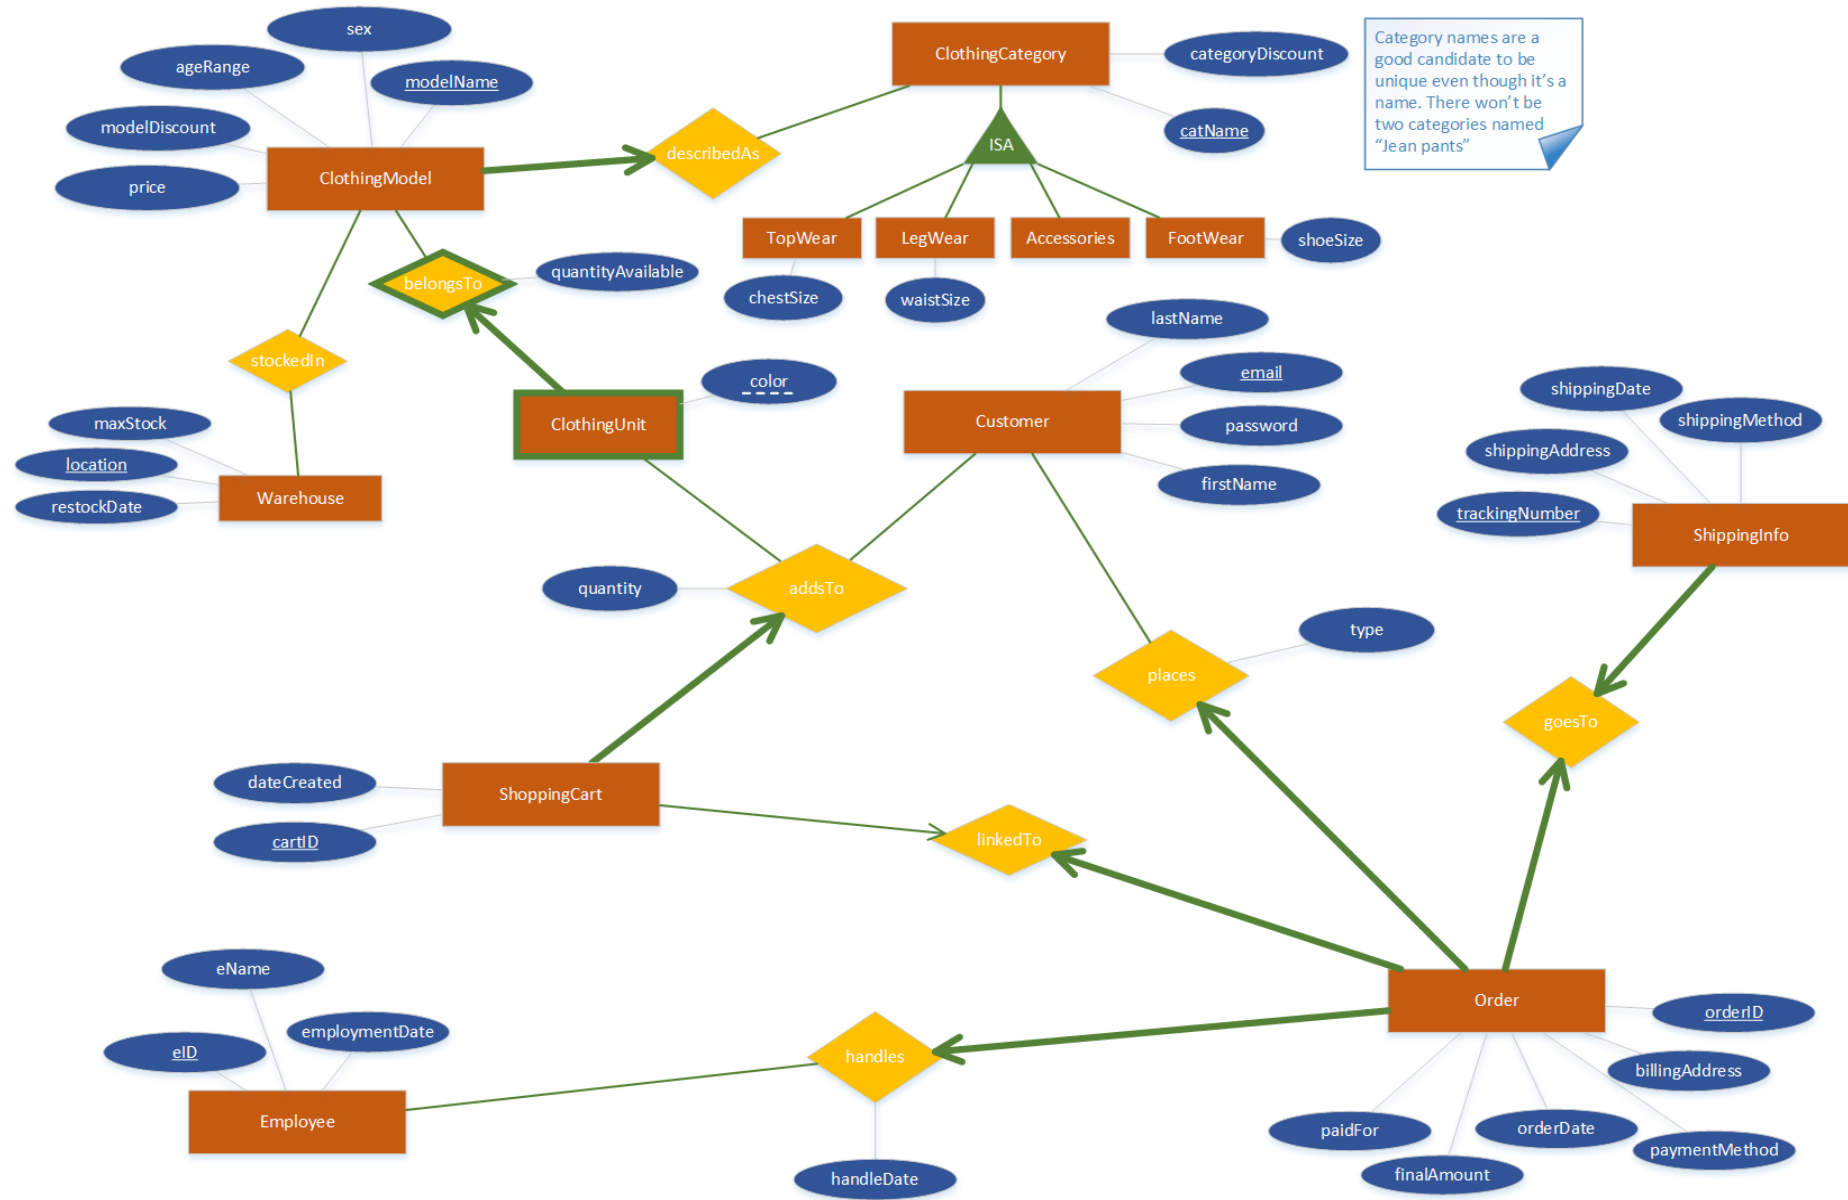 sex
ageRange
modelName
modelDiscount
price
ClothingModel
describedAs
ClothingCategory
categoryDiscount
catName
ISA
Category names are a
good candidate to be
unique even though it's a
name. There won't be
two categories named
"Jean pants"
TopWear
LegWear
Accessories
FootWear
shoeSize
chestSize
waistSize
belongsTo
quantityAvailable
stockedIn
color
ClothingUnit
maxStock
location
restockDate
Warehouse
lastName
email
password
firstName
Customer
shippingDate
shippingMethod
shippingAddress
trackingNumber
ShippingInfo
quantity
addsTo
type
places
goesTo
dateCreated
cartID
ShoppingCart
linkedTo
eName
eID
employmentDate
Employee
handles
handleDate
Order
orderID
billingAddress
paidFor
orderDate
paymentMethod
finalAmount